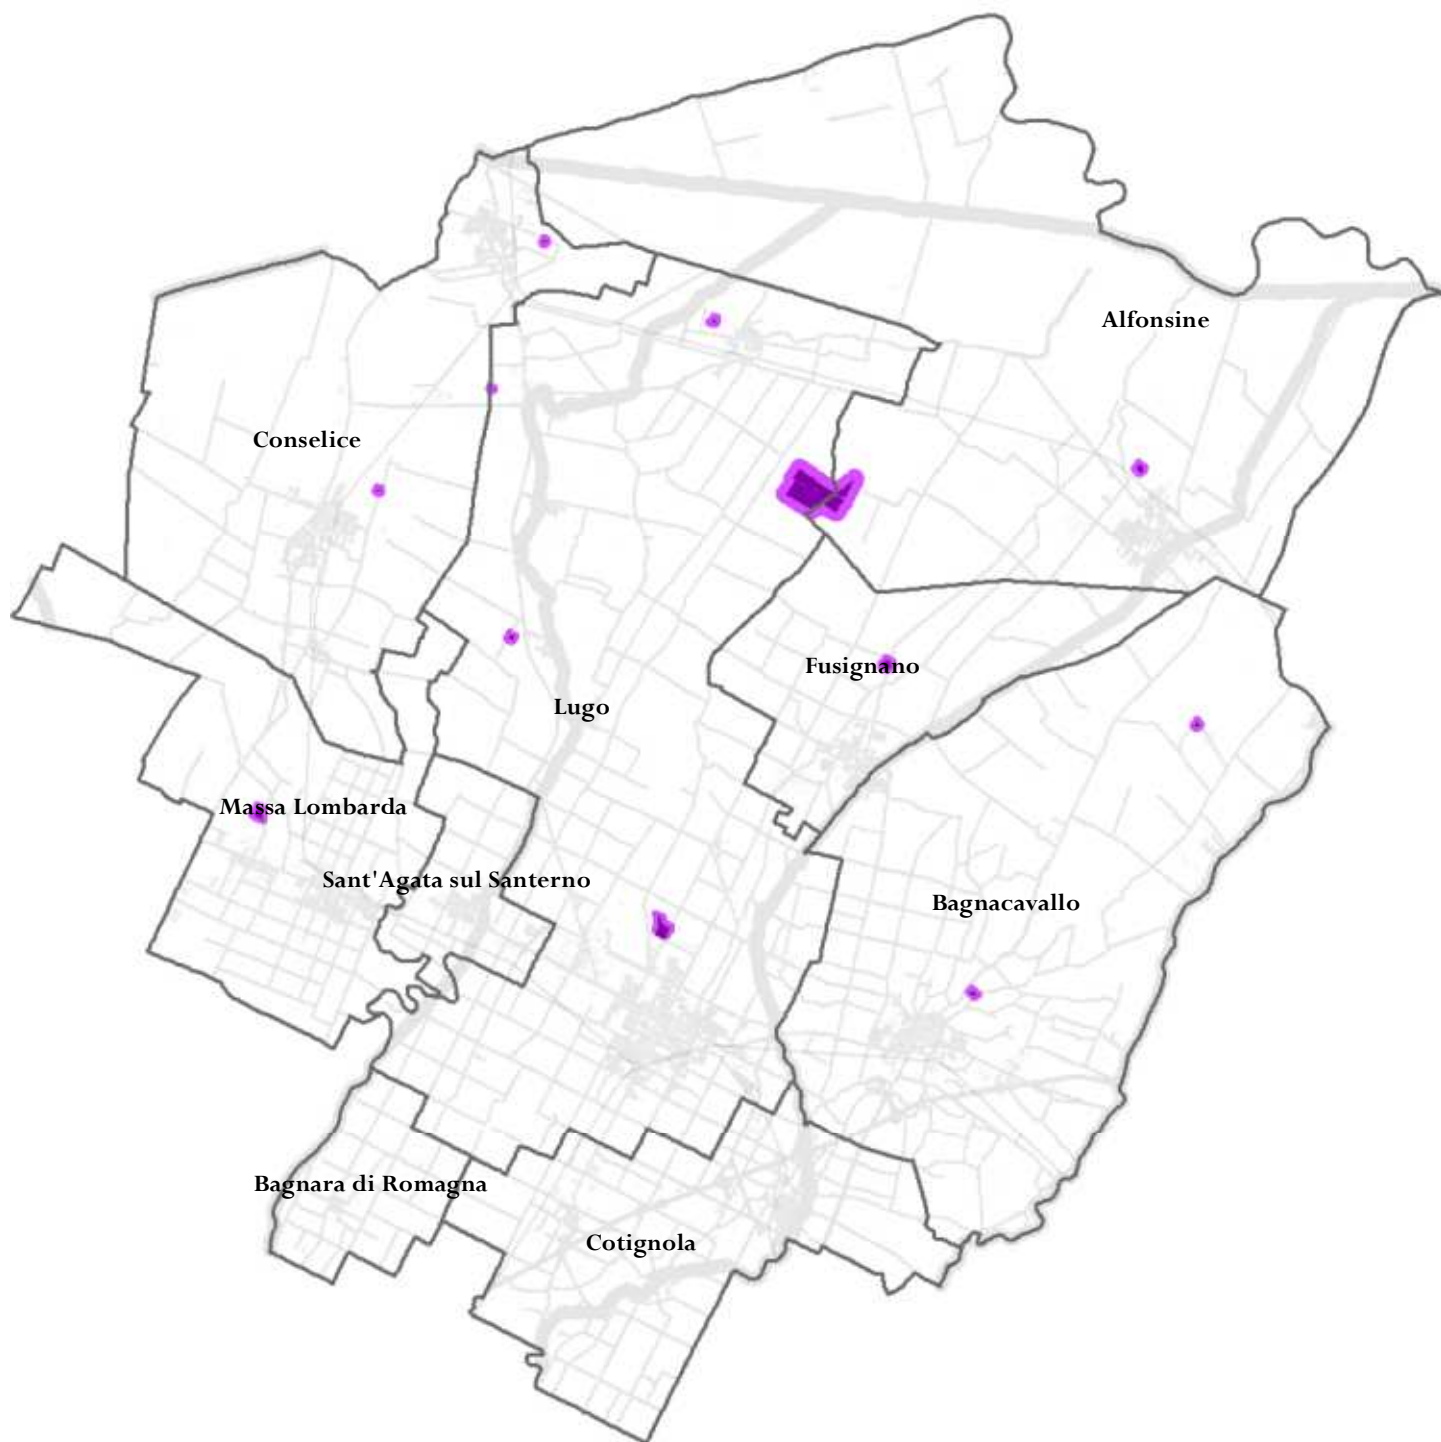 Alfonsine
Conselice
Fusignano
Lugo
Massa Lombarda
Sant'Agata sul Santerno
Bagnacavallo
Bagnara di Romagna
Cotignola